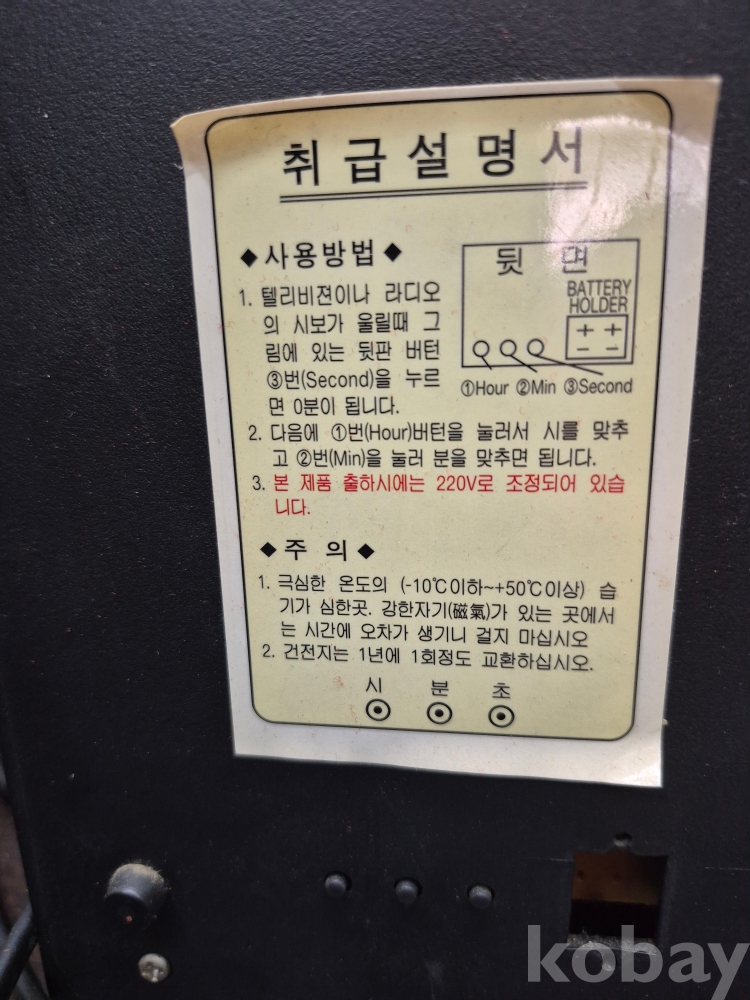 취급설명서
◆사용방법◆
뒷 면
BATTERY
HOLDER
++
--
①Hour ②Min ③Second
1. 텔리비젼이나 라디오
의 시보가 울릴때 그
림에 있는 뒷판 버턴
③번(Second)을 누르
면 0분이 됩니다.
2. 다음에 ①번(Hour)버턴을 눌러서 시를 맞추
고 ②번(Min)을 눌러 분을 맞추면 됩니다.
3. 본 제품 출하시에는 220V로 조정되어 있습
니다.
◆주 의◆
1. 극심한 온도의 (-10℃이하~+50℃이상) 습
기가 심한곳. 강한자기(磁氣)가 있는 곳에서
는 시간에 오차가 생기니 걸지 마십시오
2. 건전지는 1년에 1회정도 교환하십시오.
시 분 초
kobay